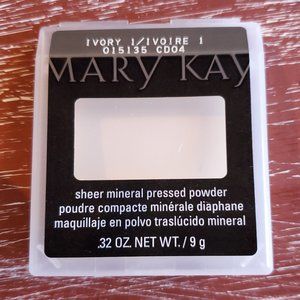 IVORY 1/IVOIRE 1
015135 CD04
MARY KAY
sheer mineral pressed powder
poudre compacte minérale diaphane
maquillaje en polvo traslúcido mineral
.32 OZ. NET WT. / 9 g